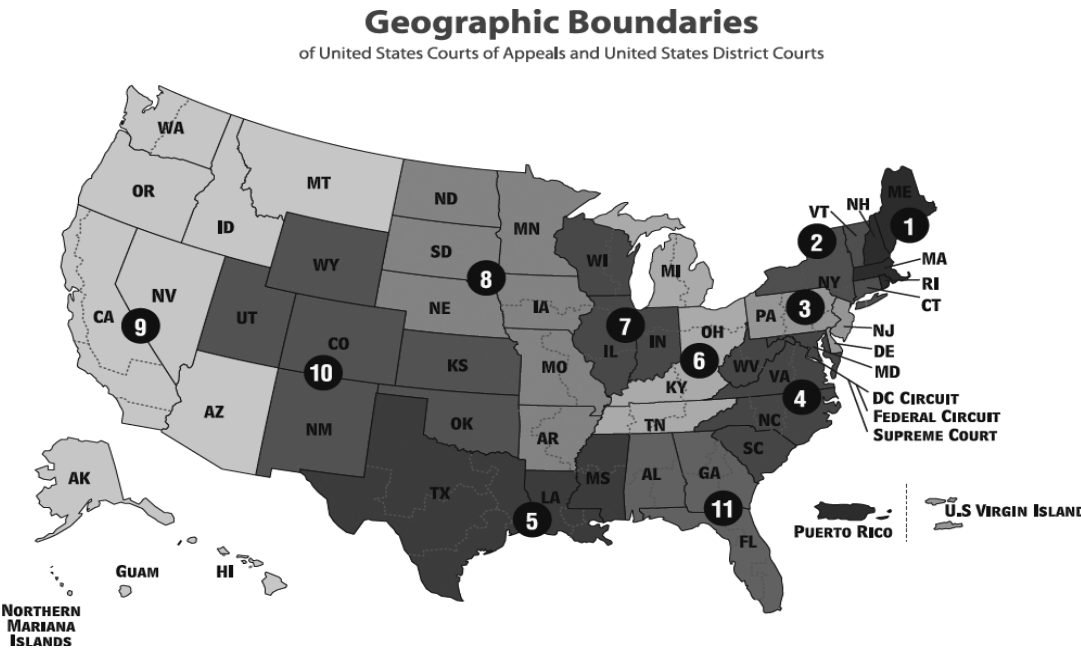 Geographic Boundaries
of United States Courts of Appeals and United States District Courts
WA
OR
ID
MT
ND
MN
SD
WY
NE
IA
WI
MI
8
NV
CA
9
UT
CO
10
KS
MO
7
IL
IN
OH
6
KY
WV
VA
4
PA
3
NY
2
VT
NH
ME
1
MA
RI
CT
NJ
DE
MD
DC CIRCUIT
FEDERAL CIRCUIT
SUPREME COURT
AZ
NM
OK
AR
TN
NC
SC
TX
LA
5
MS
AL
GA
11
FL
AK
HI
GUAM
NORTHERN
MARIANA
ISLANDS
PUERTO RICO
U.S VIRGIN ISLAND